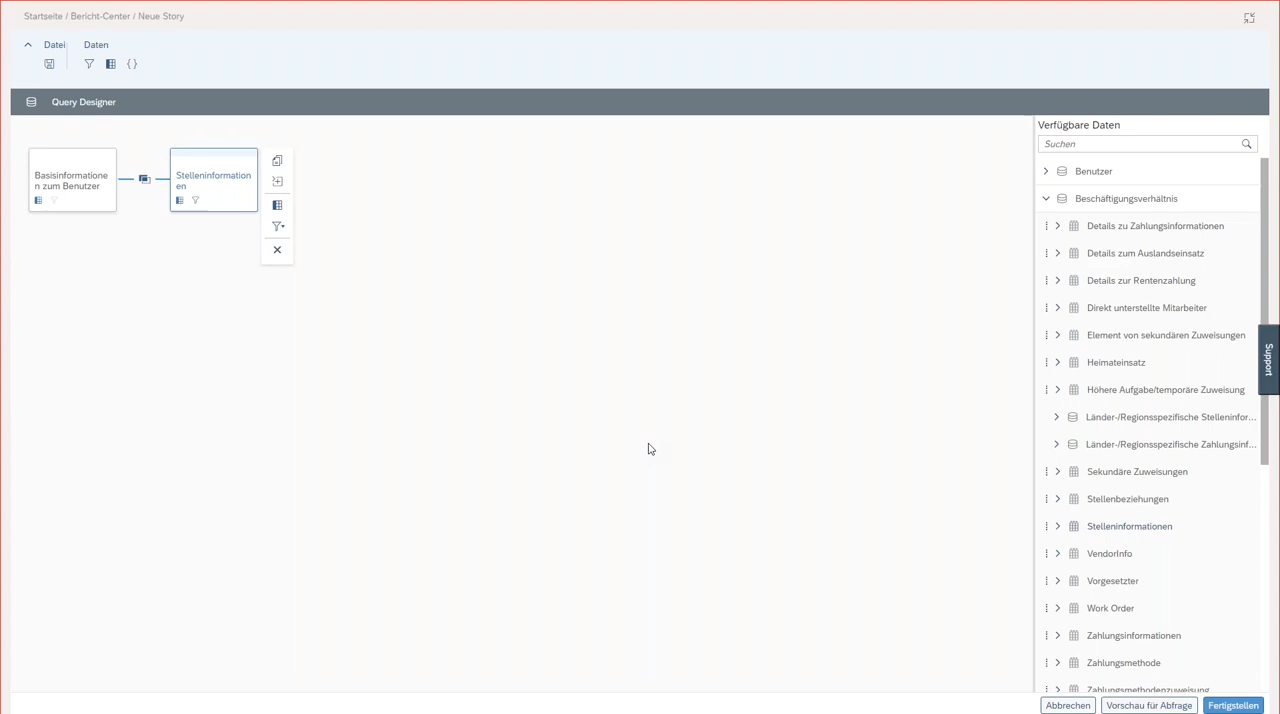 Startseite / Bericht-Center / Neue Story
Datei
Daten
{}
Query Designer
Basisinformatione
n zum Benutzer
Stelleninformation
en
Verfügbare Daten
Suchen
Benutzer
Beschäftigungsverhältnis
Details zu Zahlungsinformationen
Details zum Auslandseinsatz
Details zur Rentenzahlung
Direkt unterstellte Mitarbeiter
Element von sekundären Zuweisungen
Heimateinsatz
Höhere Aufgabe/temporäre Zuweisung
Länder-/Regionsspezifische Stelleninfor...
Länder-/Regionsspezifische Zahlungsinf...
Sekundäre Zuweisungen
Stellenbeziehungen
Stelleninformationen
VendorInfo
Vorgesetzter
Work Order
Zahlungsinformationen
Zahlungsmethode
Zahlungsmethodenzuweisung
Support
Abbrechen
Vorschau für Abfrage
Fertigstellen